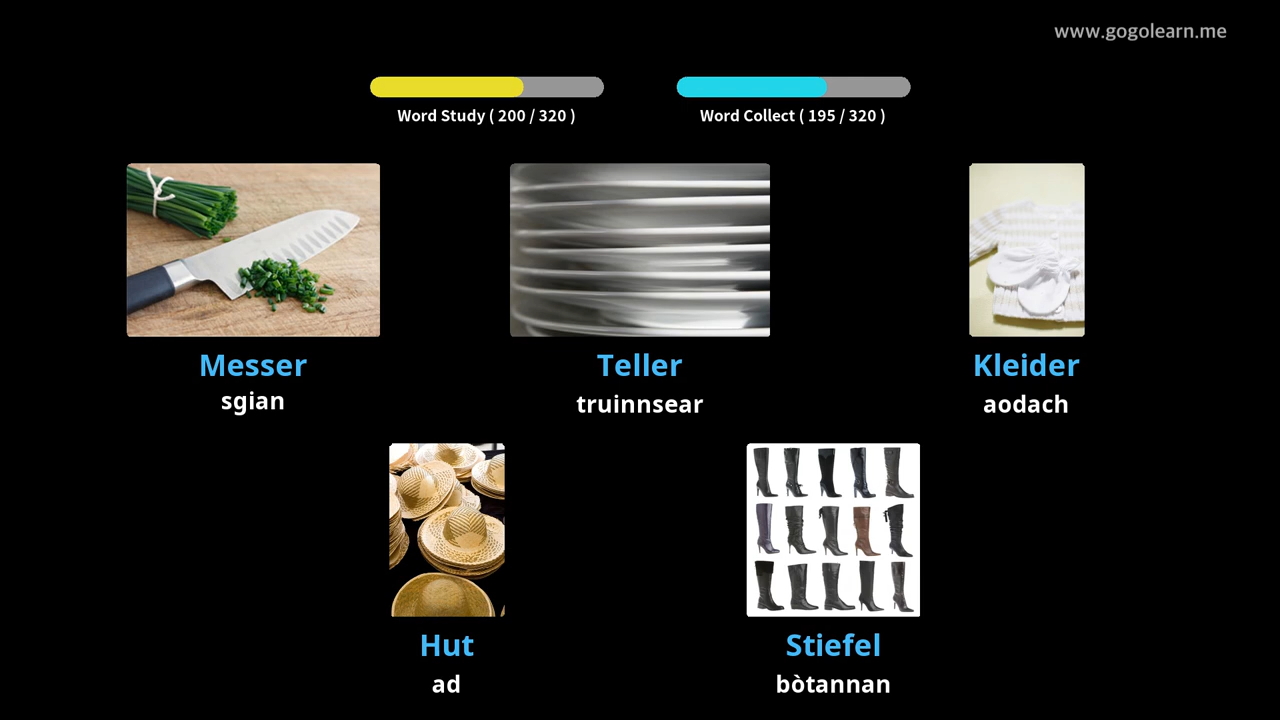 www.gogolearn.me
Word Study ( 200 / 320 )
Word Collect ( 195 / 320 )
Messer
sgian
Teller
truinnsear
Kleider
aodach
Hut
ad
Stiefel
bòtannan